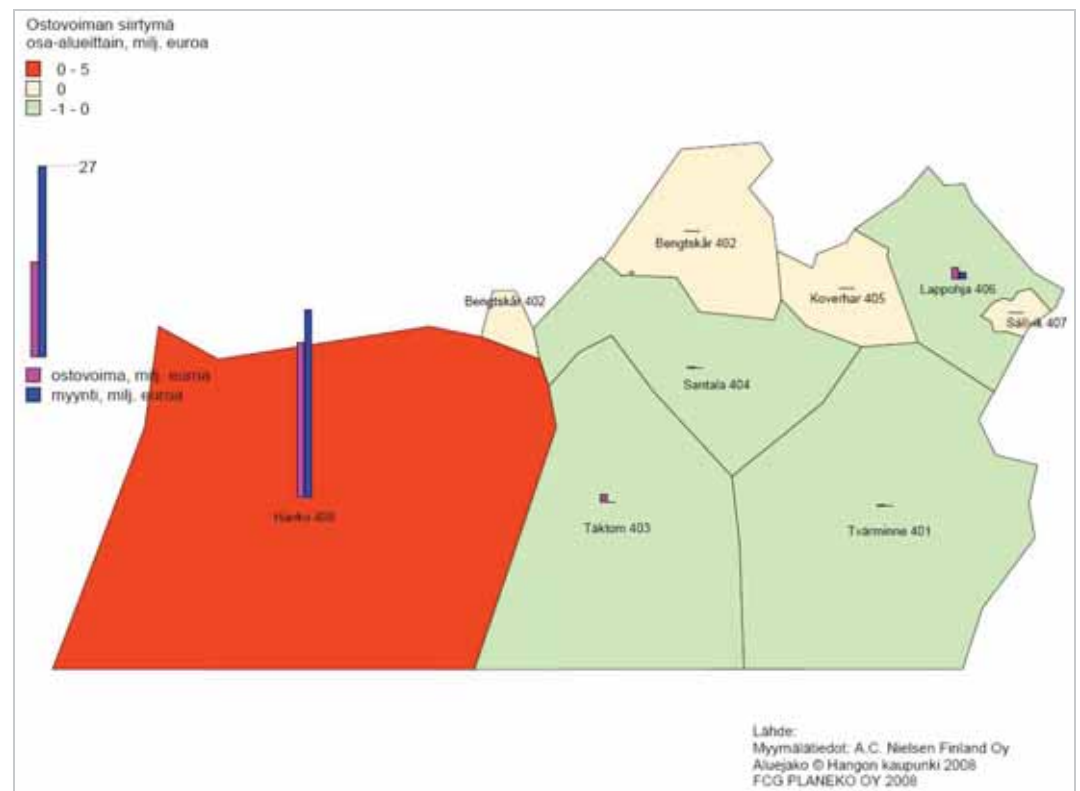 Ostovoiman siirtymä
osa-alueittain, milj. euroa
0 - 5
0
-1 - 0
27
ostovoima, milj. euroa
myynti, milj. euroa
Bengtskår 402
Bengtskår 402
Koverhar 405
Lappohja 406
407
Santala 404
Hanko
Täktom 403
Tvärminne 401
Lähde:
Myymälätiedot: A.C. Nielsen Finland Oy
Aluejako © Hangon kaupunki 2008
FCG PLANEKO OY 2008